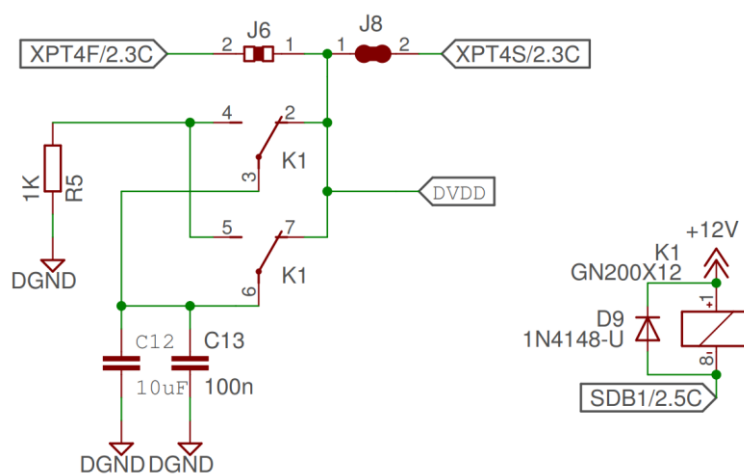 J6
J8
XPT4F/2.3C
2
1
1
2
XPT4S/2.3C
4
2
K1
3
1K
R5
DVDD
5
7
K1
6
DGND
+12V
K1
GN200X12
+1
D9
1N4148-U
8-
SDB1/2.5C
C12
C13
10uF
100n
DGND
DGND